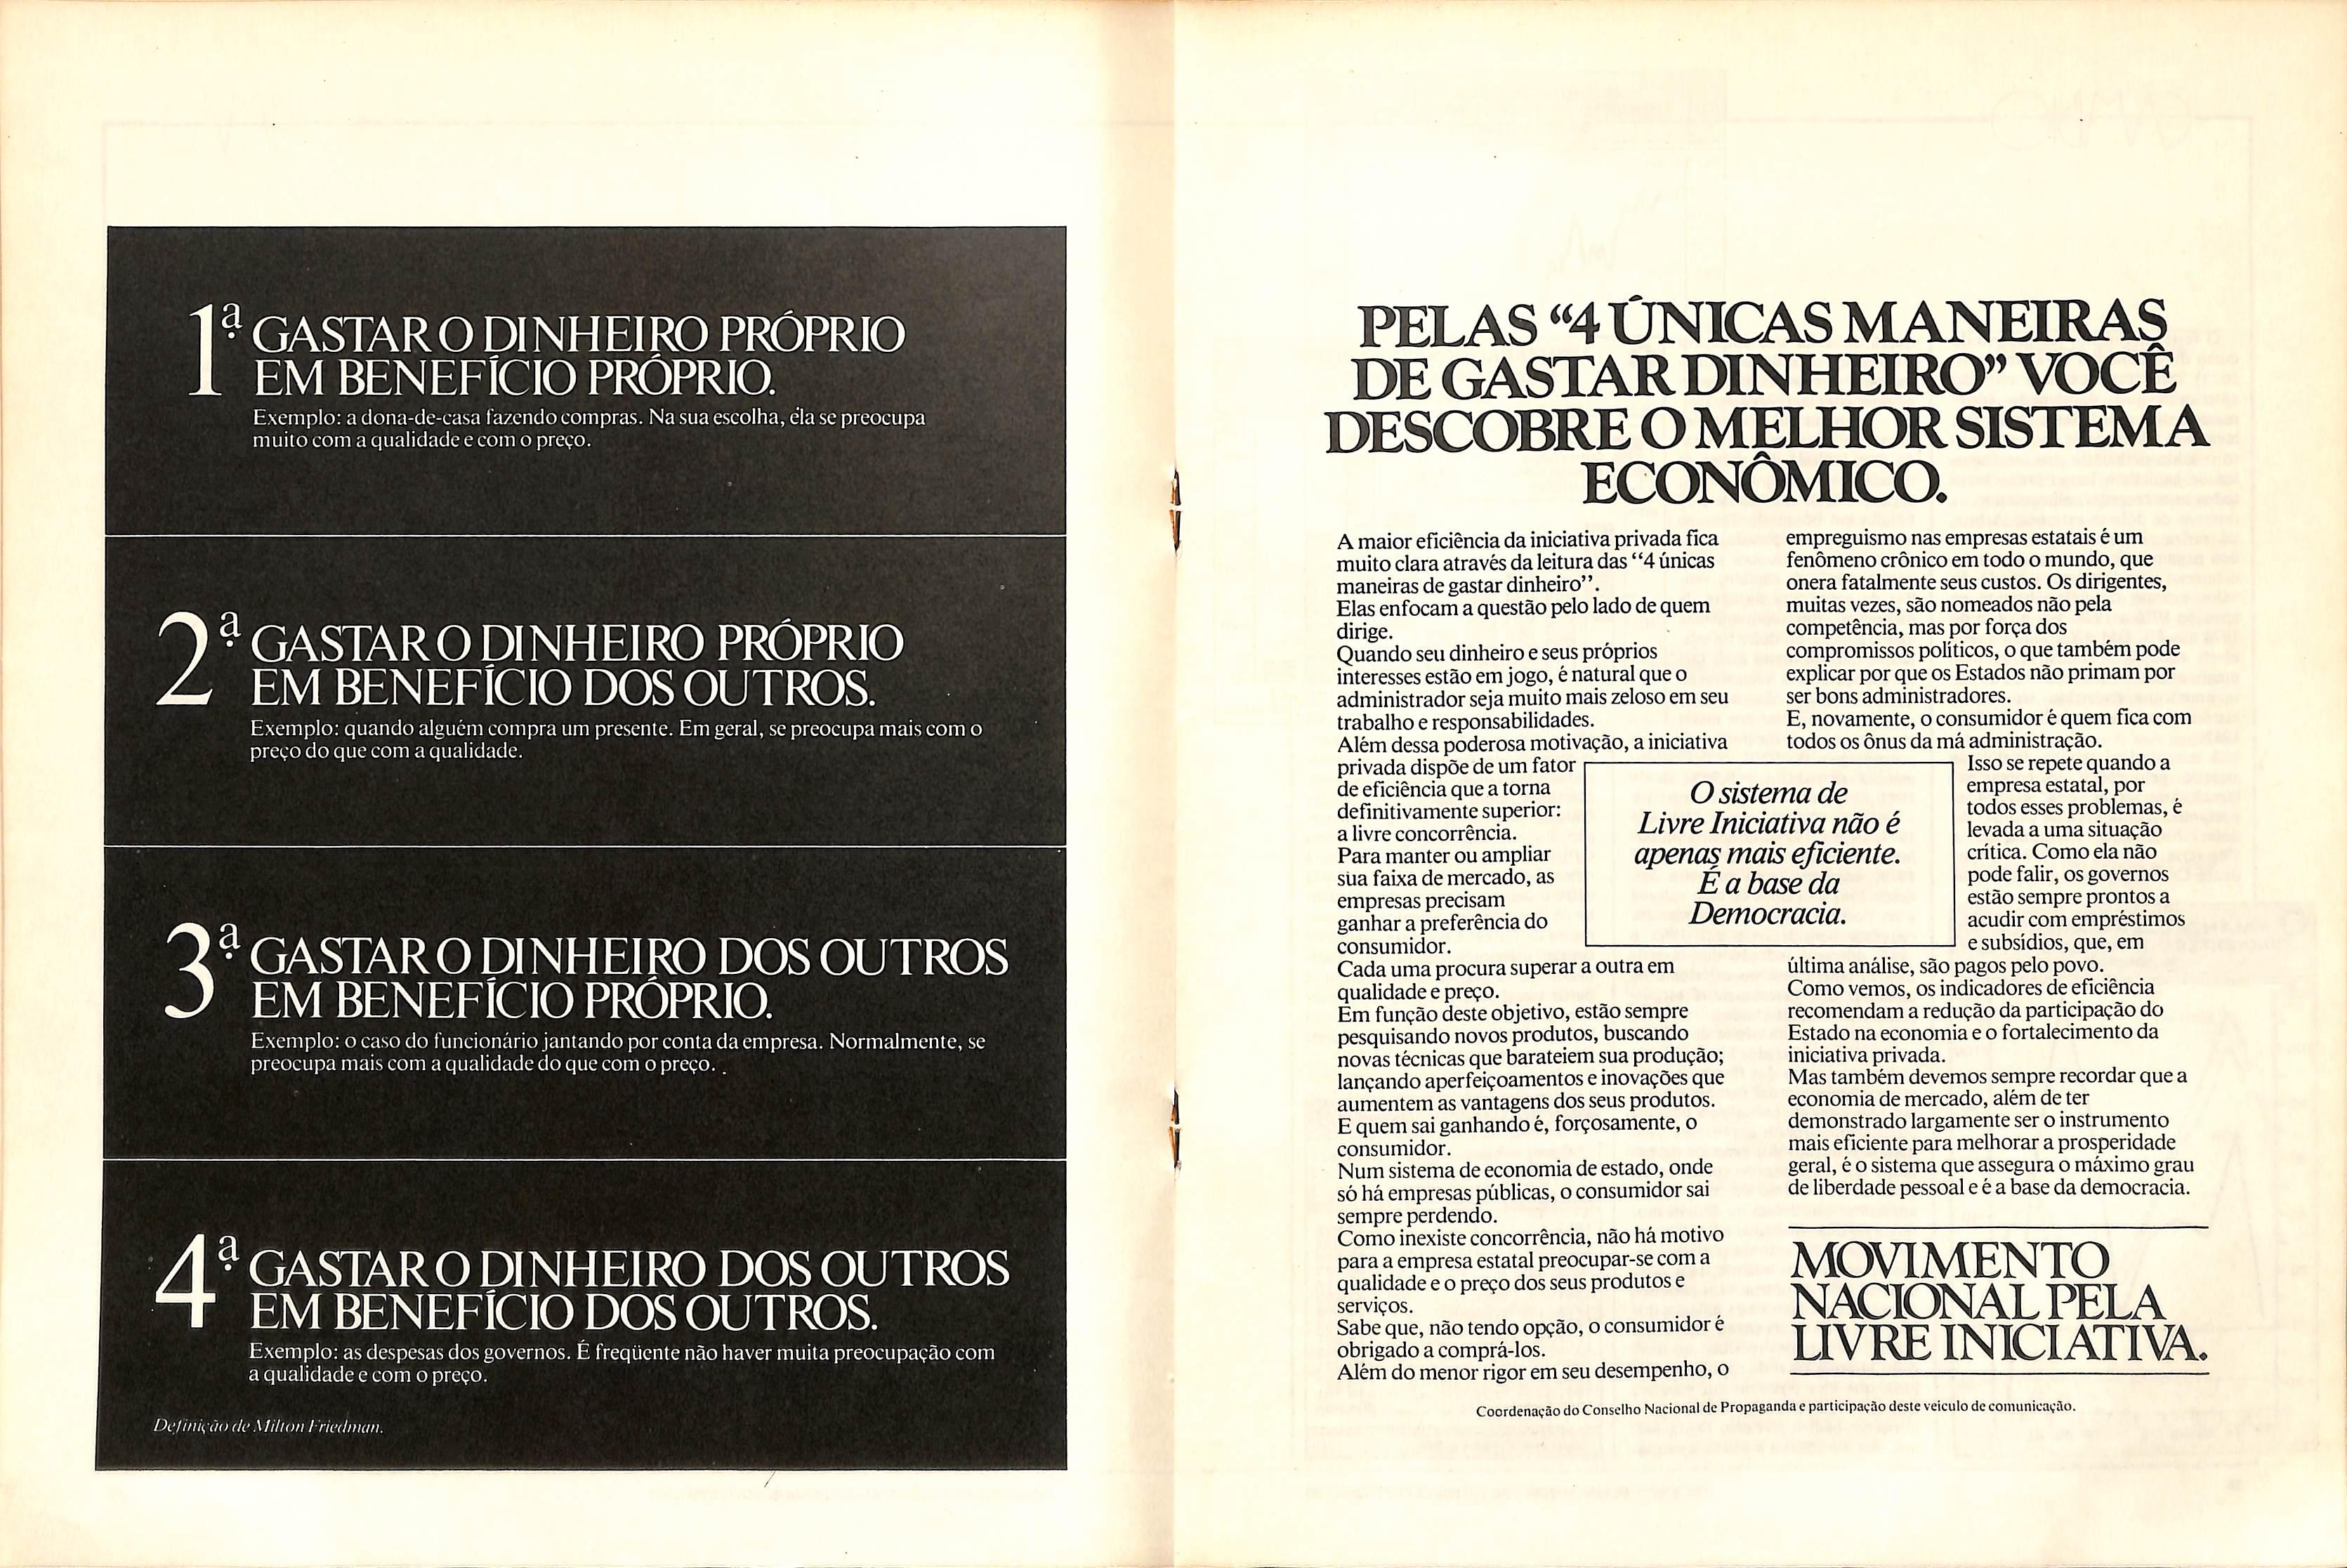 1ª GASTAR O DINHEIRO PRÓPRIO
EM BENEFÍCIO PRÓPRIO.
Exemplo: a dona-de-casa fazendo compras. Na sua escolha, ela se preocupa
muito com a qualidade e com o preço.
2ª GASTAR O DINHEIRO PRÓPRIO
EM BENEFÍCIO DOS OUTROS.
Exemplo: quando alguém compra um presente. Em geral, se preocupa mais com o
preço do que com a qualidade.
3ª GASTAR O DINHEIRO DOS OUTROS
EM BENEFÍCIO PRÓPRIO.
Exemplo: o caso do funcionário jantando por conta da empresa. Normalmente, se
preocupa mais com a qualidade do que com o preço.
4ª GASTAR O DINHEIRO DOS OUTROS
EM BENEFÍCIO DOS OUTROS.
Exemplo: as despesas dos governos. É freqüente não haver muita preocupação com
a qualidade e com o preço.
Definição de Milton Friedman.
PELAS “4 ÚNICAS MANEIRAS
DE GASTAR DINHEIRO” VOCÊ
DESCOBRE O MELHOR SISTEMA
ECONÔMICO.
A maior eficiência da iniciativa privada fica
muito clara através da leitura das “4 únicas
maneiras de gastar dinheiro”.
Elas enfocam a questão pelo lado de quem
dirige.
Quando seu dinheiro e seus próprios
interesses estão em jogo, é natural que o
administrador seja muito mais zeloso em seu
trabalho e responsabilidades.
Além dessa poderosa motivação, a iniciativa
privada dispõe de um fator
de eficiência que a torna
definitivamente superior:
a livre concorrência.
Para manter ou ampliar
sua faixa de mercado, as
empresas precisam
ganhar a preferência do
consumidor.
Cada uma procura superar a outra em
qualidade e preço.
Em função deste objetivo, estão sempre
pesquisando novos produtos, buscando
novas técnicas que barateiem sua produção;
lançando aperfeiçoamentos e inovações que
aumentem as vantagens dos seus produtos.
E quem sai ganhando é, forçosamente, o
consumidor.
Num sistema de economia de estado, onde
só há empresas públicas, o consumidor sai
sempre perdendo.
Como inexiste concorrência, não há motivo
para a empresa estatal preocupar-se com a
qualidade e o preço dos seus produtos e
serviços.
Sabe que, não tendo opção, o consumidor é
obrigado a comprá-los.
Além do menor rigor em seu desempenho, o
empreguismo nas empresas estatais é um
fenômeno crônico em todo o mundo, que
onera fatalmente seus custos. Os dirigentes,
muitas vezes, são nomeados não pela
competência, mas por força dos
compromissos políticos, o que também pode
explicar por que os Estados não primam por
ser bons administradores.
E, novamente, o consumidor é quem fica com
todos os ônus da má administração.
Isso se repete quando a
empresa estatal, por
todos esses problemas, é
levada a uma situação
crítica. Como ela não
pode falir, os governos
estão sempre prontos a
acudir com empréstimos
e subsídios, que, em
última análise, são pagos pelo povo.
Como vemos, os indicadores de eficiência
recomendam a redução da participação do
Estado na economia e o fortalecimento da
iniciativa privada.
Mas também devemos sempre recordar que a
economia de mercado, além de ter
demonstrado largamente ser o instrumento
mais eficiente para melhorar a prosperidade
geral, é o sistema que assegura o máximo grau
de liberdade pessoal e é a base da democracia.
O sistema de
Livre Iniciativa não é
apenas mais eficiente.
É a base da
Democracia.
MOVIMENTO
NACIONAL PELA
LIVRE INICIATIVA.
Coordenação do Conselho Nacional de Propaganda e participação deste veículo de comunicação.